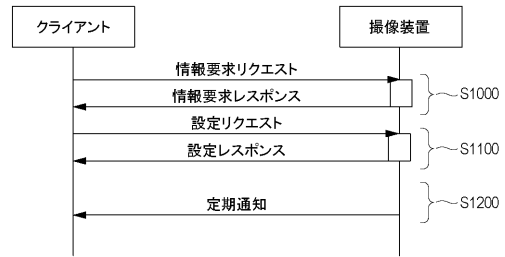 クライアント
撮像装置
情報要求リクエスト
情報要求レスポンス
S1000
設定リクエスト
設定レスポンス
S1100
定期通知
S1200